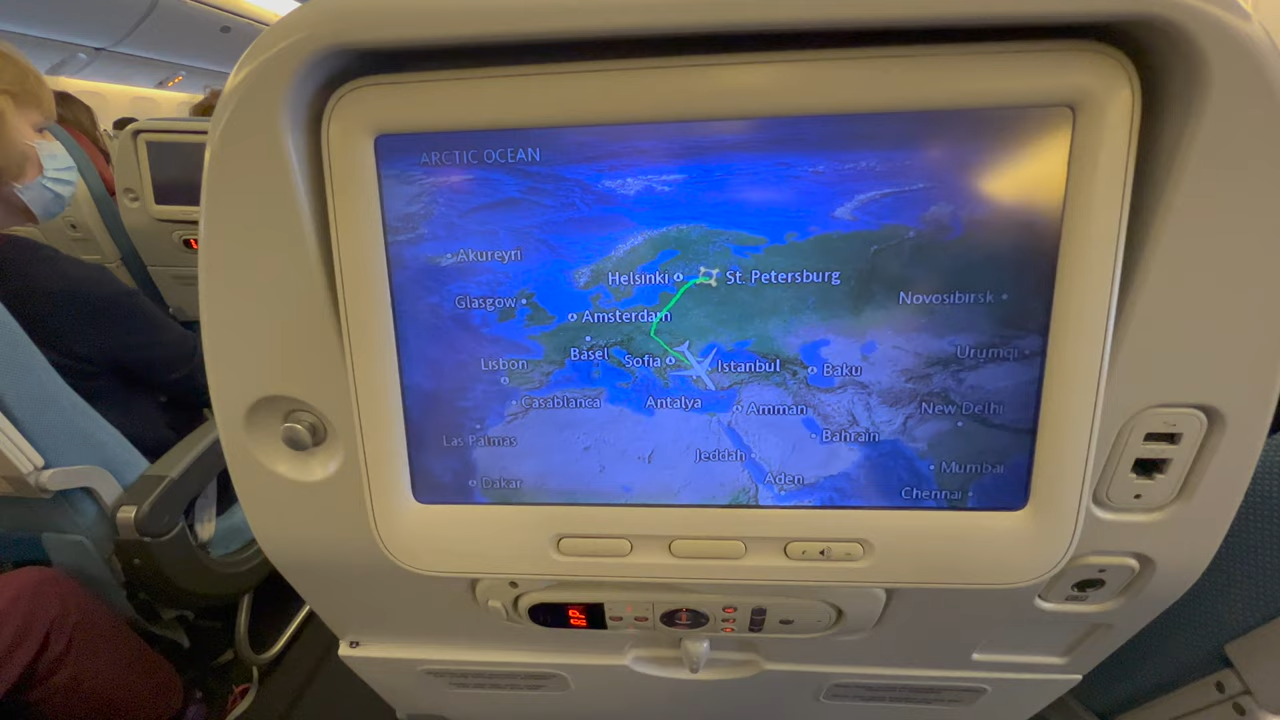 ARCTIC OCEAN
Akureyri
Helsinki
St. Petersburg
Glasgow
Novosibirsk
Amsterdam
Basel
Urumqi
Lisbon
Sofia
Istanbul
Baku
Casablanca
Antalya
Amman
New Delhi
Las Palmas
Bahrain
Jeddah
Mumbai
Dakar
Aden
Chennai